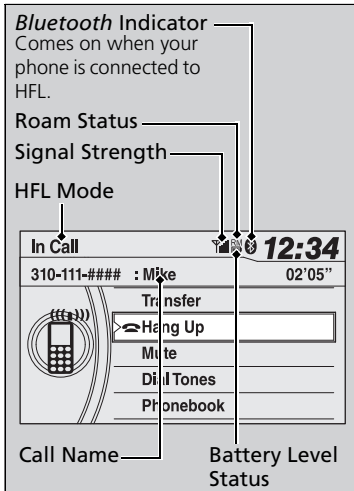 Bluetooth Indicator
Comes on when your
phone is connected to
HFL.
Roam Status
Signal Strength
HFL Mode
In Call
RM
12:34
310-111-####
: Mike
02'05"
Transfer
Hang Up
Mute
Dial Tones
Phonebook
Call Name
Battery Level
Status